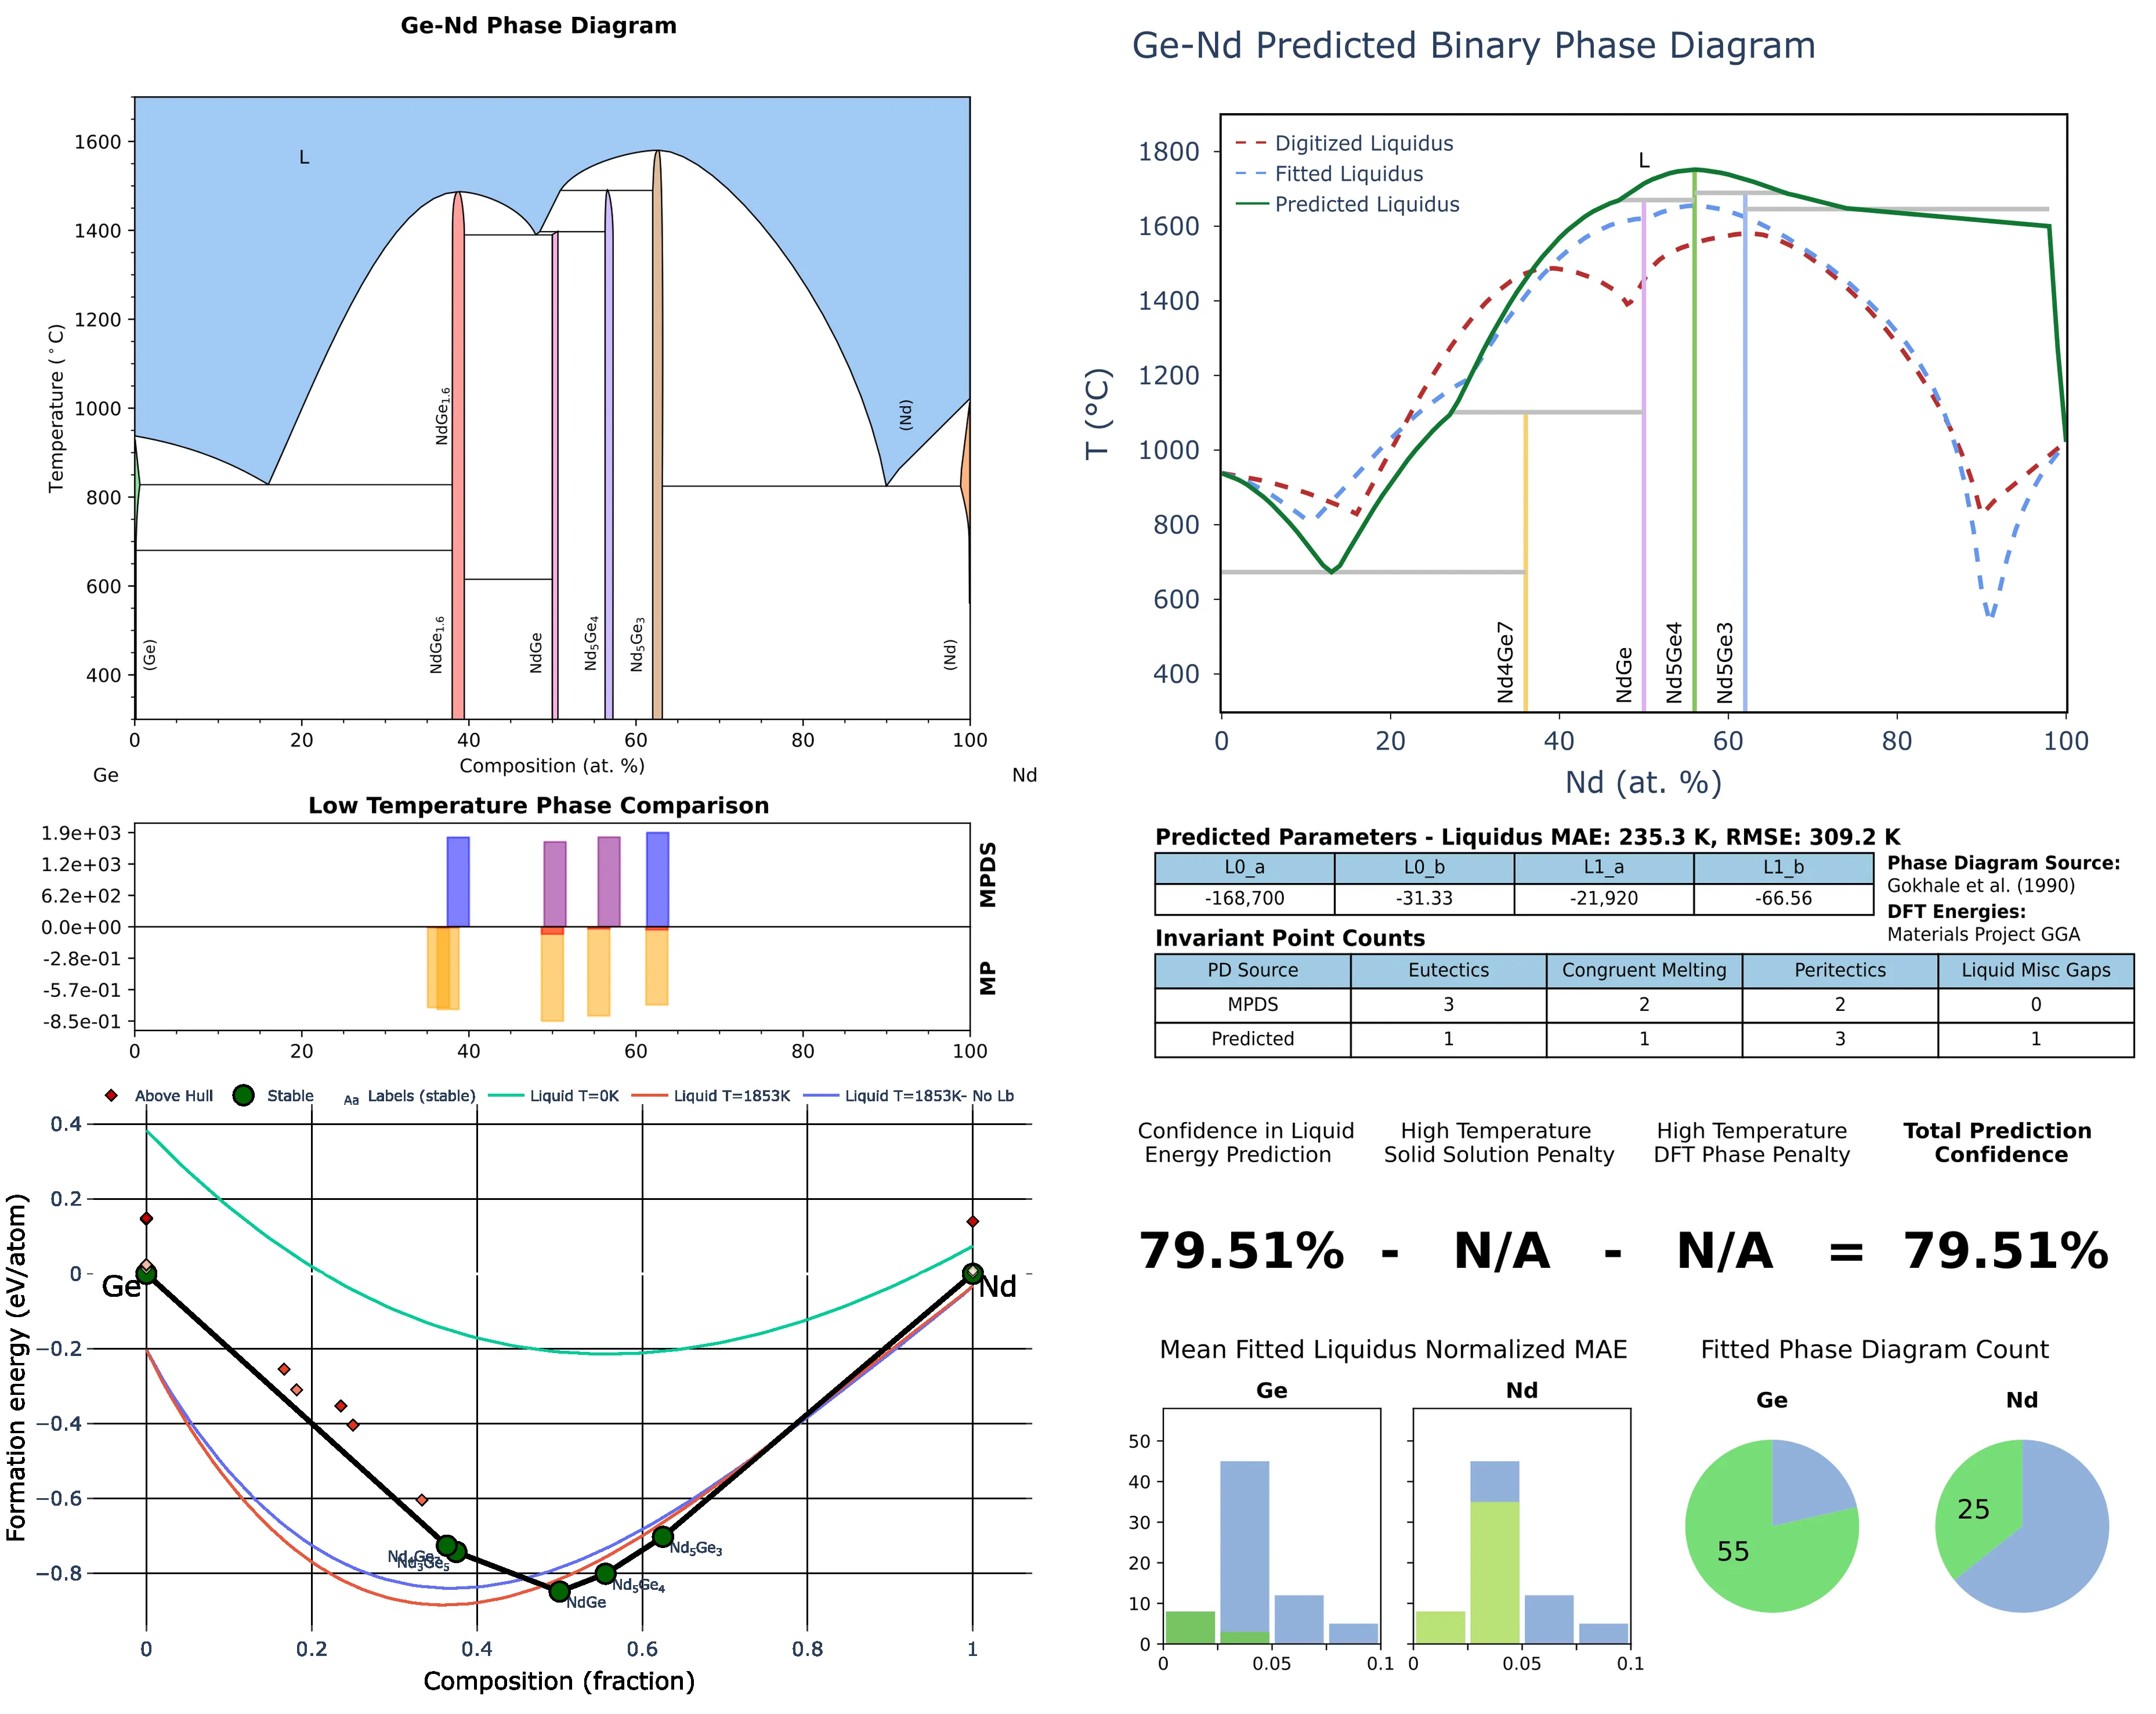 Ge-Nd Phase Diagram
Temperature (°C)
1600
1400
1200
1000
800
600
400
L
NdGe1.6
(Nd)
(Ge)
NdGe1.6
NdGe
Nd5Ge4
Nd5Ge3
(Nd)
0 20 40 60 80 100
Composition (at. %)
Ge Nd
Ge-Nd Predicted Binary Phase Diagram
Digitized Liquidus
Fitted Liquidus
Predicted Liquidus
L
T (°C)
1800
1600
1400
1200
1000
800
600
400
Nd4Ge7
NdGe
Nd5Ge4
Nd5Ge3
0 20 40 60 80 100
Nd (at. %)
Low Temperature Phase Comparison
1.9e+03
1.2e+03
6.2e+02
0.0e+00
-2.8e-01
-5.7e-01
-8.5e-01
MPDS
MP
0 20 40 60 80 100
Predicted Parameters - Liquidus MAE: 235.3 K, RMSE: 309.2 K
L0_a L0_b L1_a L1_b
-168,700 -31.33 -21,920 -66.56
Phase Diagram Source:
Gokhale et al. (1990)
DFT Energies:
Materials Project GGA
Invariant Point Counts
PD Source Eutectics Congruent Melting Peritectics Liquid Misc Gaps
MPDS 3 2 2 0
Predicted 1 1 3 1
Above Hull Stable Aa Labels (stable) Liquid T=0K Liquid T=1853K Liquid T=1853K- No Lb
Formation energy (eV/atom)
0.4
0.2
0
−0.2
−0.4
−0.6
−0.8
Ge
Nd
Nd4Ge7
Nd3Ge5
NdGe
Nd5Ge4
Nd5Ge3
0 0.2 0.4 0.6 0.8 1
Composition (fraction)
Confidence in Liquid
Energy Prediction
High Temperature
Solid Solution Penalty
High Temperature
DFT Phase Penalty
Total Prediction
Confidence
79.51% - N/A - N/A = 79.51%
Mean Fitted Liquidus Normalized MAE
Ge Nd
50
40
30
20
10
0
0 0.05 0.1
0 0.05 0.1
Fitted Phase Diagram Count
Ge Nd
55
25